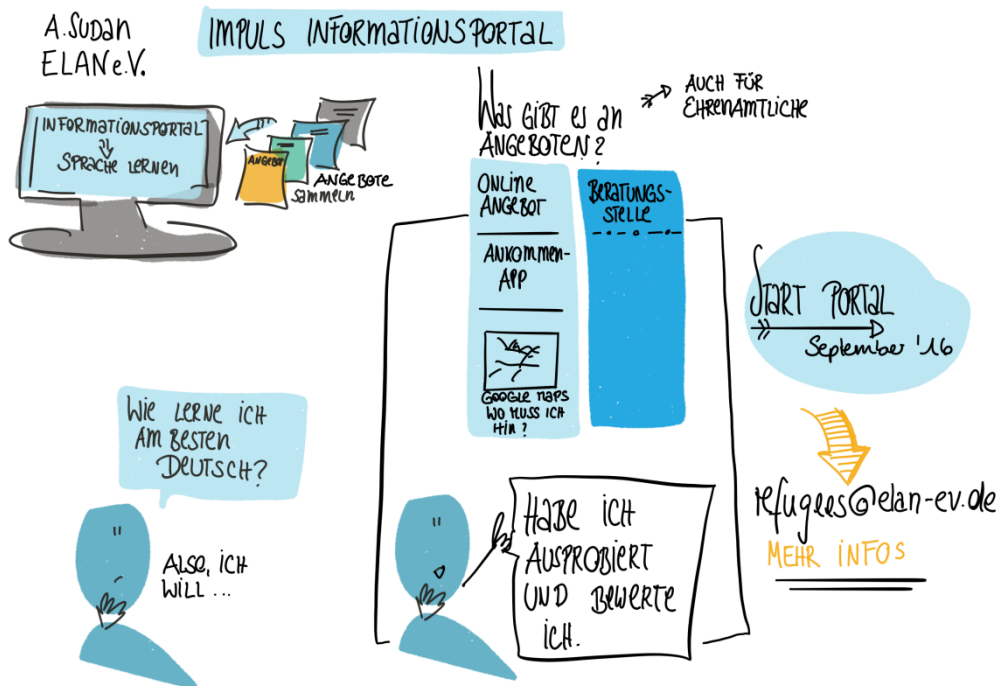 A. Sudan
ELAN e.V.
IMPULS INFORMATIONSPORTAL
INFORMATIONSPORTAL
SPRACHE LERNEN
ANGEBOT
ANGEBOTE
sammeln
Was GIBT es an
ANGEBOTEN?
AUCH FÜR
EHRENAMTLICHE
ONLINE
ANGEBOT
ANKOMMEN-
APP
GOOGLE MAPS
WO MUSS ICH
HIN?
BERATUNGS-
STELLE
START PORTAL
September '16
refugees@elan-ev.de
MEHR INFOS
WIE LERNE ICH
AM BESTEN
DEUTSCH?
ALSO, ICH
WILL ...
HABE ICH
AUSPROBIERT
UND BEWERTE
ICH.